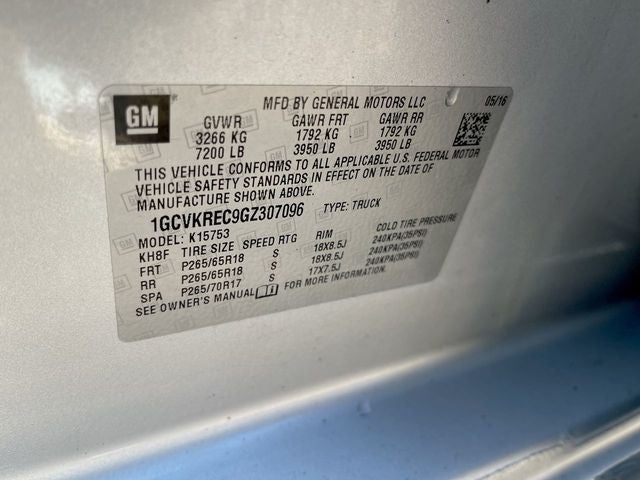 GM
MFD BY GENERAL MOTORS LLC 05/16
GVWR GAWR FRT GAWR RR
3266 KG 1792 KG 1792 KG
7200 LB 3950 LB 3950 LB
THIS VEHICLE CONFORMS TO ALL APPLICABLE U.S. FEDERAL MOTOR
VEHICLE SAFETY STANDARDS IN EFFECT ON THE DATE OF
MANUFACTURE SHOWN ABOVE.
1GCVKREC9GZ307096 TYPE: TRUCK
MODEL: K15753
KH8F TIRE SIZE SPEED RTG RIM COLD TIRE PRESSURE
FRT P265/65R18 S 18X8.5J 240KPA(35PSI)
RR P265/65R18 S 18X8.5J 240KPA(35PSI)
SPA P265/70R17 S 17X7.5J 240KPA(35PSI)
SEE OWNER'S MANUAL FOR MORE INFORMATION.